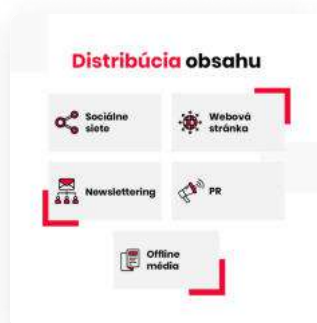 Distribúcia obsahu
Sociálne
siete
Webová
stránka
Newslettering
PR
Offline
média